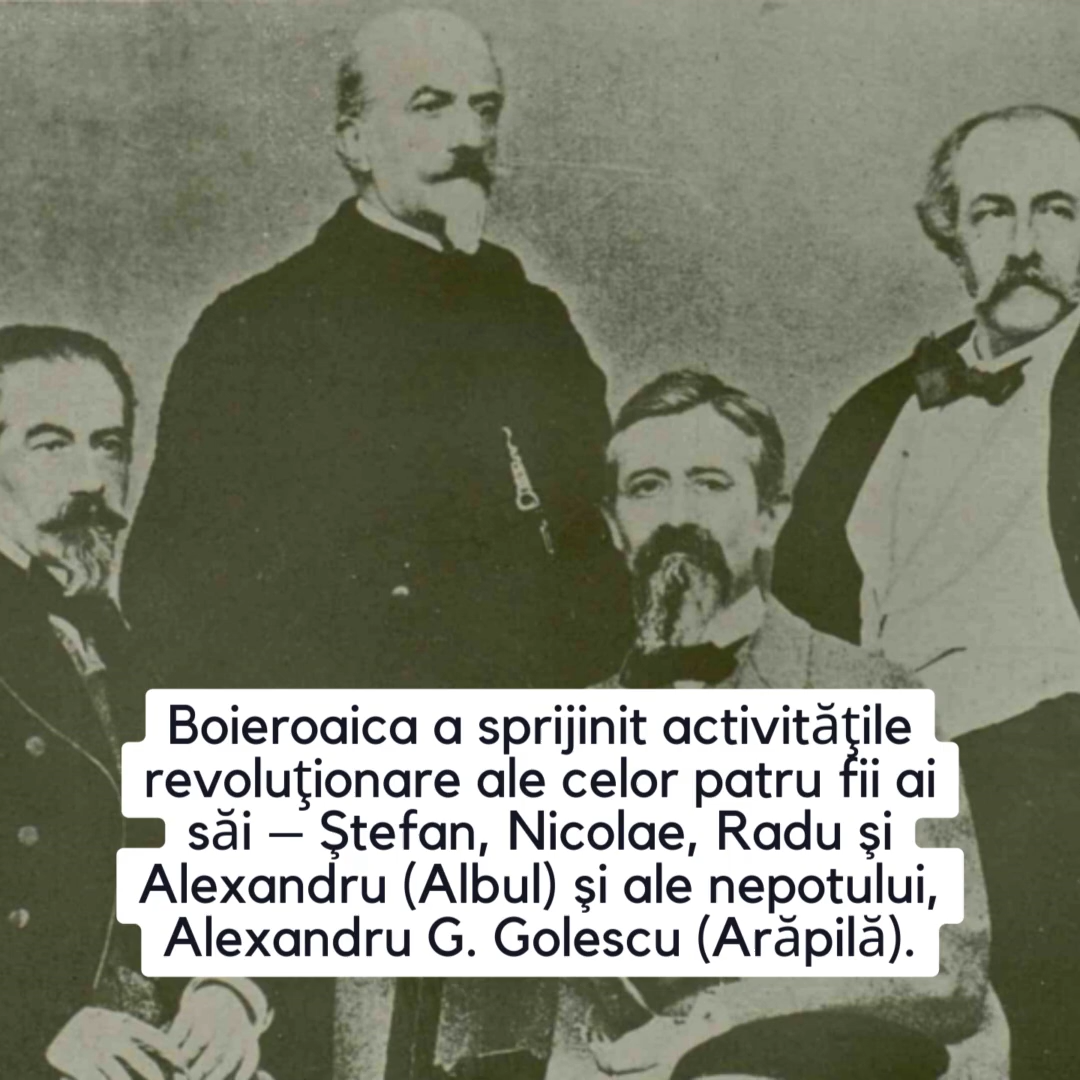 Boieroaica a sprijinit activităţile
revoluţionare ale celor patru fii ai
săi – Ştefan, Nicolae, Radu şi
Alexandru (Albul) şi ale nepotului,
Alexandru G. Golescu (Arăpilă).